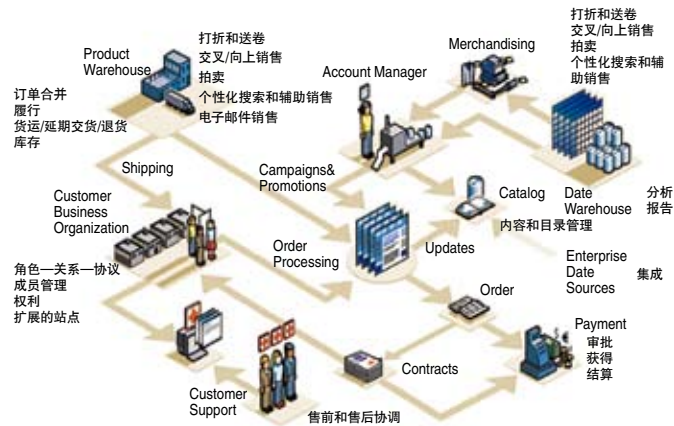 Product
Warehouse
打折和送卷
交叉/向上销售
拍卖
个性化搜索和辅助销售
电子邮件销售
订单合并
履行
货运/延期交货/退货
库存
Account Manager
Merchandising
打折和送卷
交叉/向上销售
拍卖
个性化搜索和辅
助销售
Shipping
Campaigns&
Promotions
Catalog
内容和目录管理
Date
Warehouse
分析
报告
Customer
Business
Organization
角色—关系—协议
成员管理
权利
扩展的站点
Order
Processing
Updates
Enterprise
Date
Sources
集成
Order
Payment
审批
获得
结算
Contracts
Customer
Support
售前和售后协调